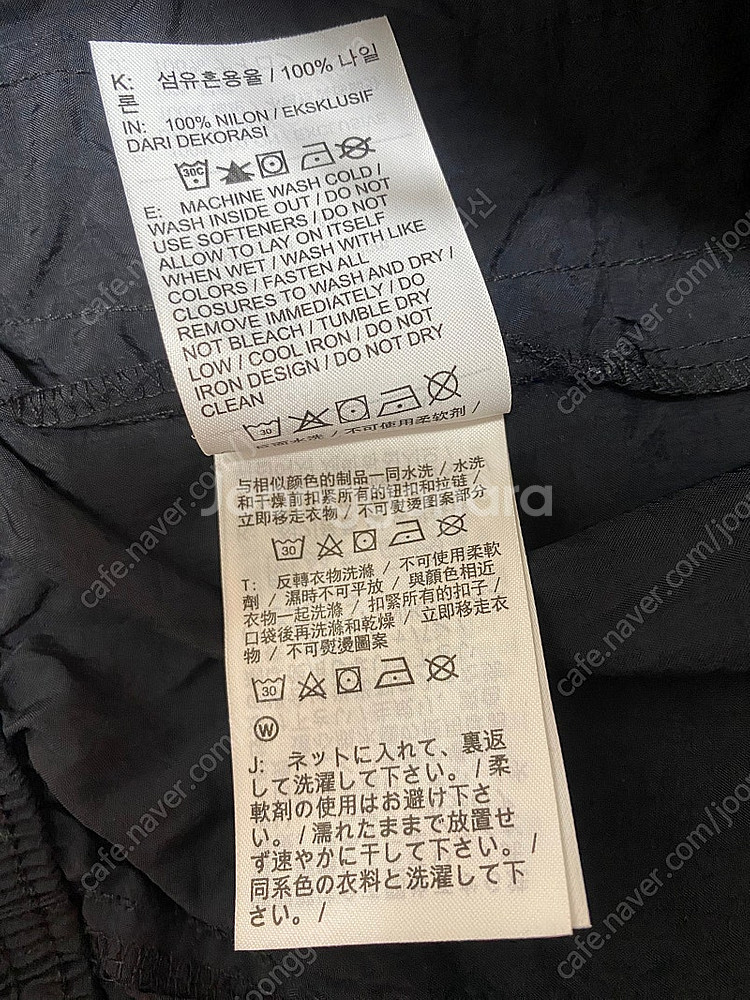 K: 섬유혼용율 / 100% 나일
론
IN: 100% NILON / EKSKLUSIF
DARI DEKORASI
30C
E: MACHINE WASH COLD /
WASH INSIDE OUT / DO NOT
USE SOFTENERS / DO NOT
ALLOW TO LAY ON ITSELF
WHEN WET / WASH WITH LIKE
COLORS / FASTEN ALL
CLOSURES TO WASH AND DRY /
REMOVE IMMEDIATELY / DO
NOT BLEACH / TUMBLE DRY
LOW / COOL IRON / DO NOT
IRON DESIGN / DO NOT DRY
CLEAN
30
反面水洗 / 不可使用柔软剂 /
与相似颜色的制品一同水洗 / 水洗
和干燥前扣紧所有的钮扣和拉链 /
立即移走衣物 / 不可熨烫图案部分
30
T: 反轉衣物洗滌 / 不可使用柔軟
劑 / 濕時不可平放 / 與顏色相近
衣物一起洗滌 / 扣緊所有的扣子 /
口袋後再洗滌和乾燥 / 立即移走衣
物 / 不可熨燙圖案
30
W
J: ネットに入れて、裏返
して洗濯して下さい。 / 柔
軟剤の使用はお避け下さ
い。 / 濡れたままで放置せ
ず速やかに干して下さい。 /
同系色の衣料と洗濯して下
さい。 /